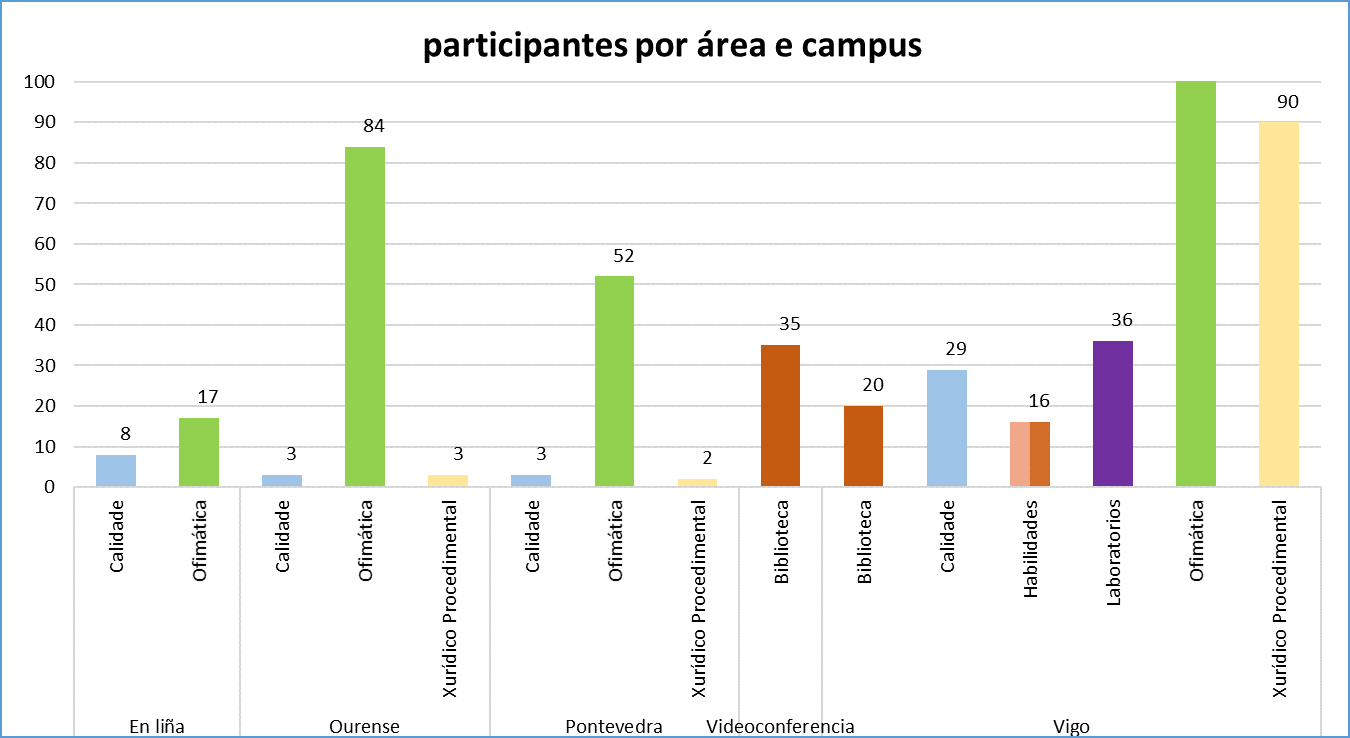 participantes por área e campus
100
90
80
70
60
50
40
30
20
10
0
8
17
3
84
3
3
52
2
35
20
29
16
36
90
Calidade
Ofimática
Calidade
Ofimática
Xurídico Procedimental
Calidade
Ofimática
Xurídico Procedimental
Biblioteca
Biblioteca
Calidade
Habilidades
Laboratorios
Ofimática
Xurídico Procedimental
En liña
Ourense
Pontevedra
Videoconferencia
Vigo